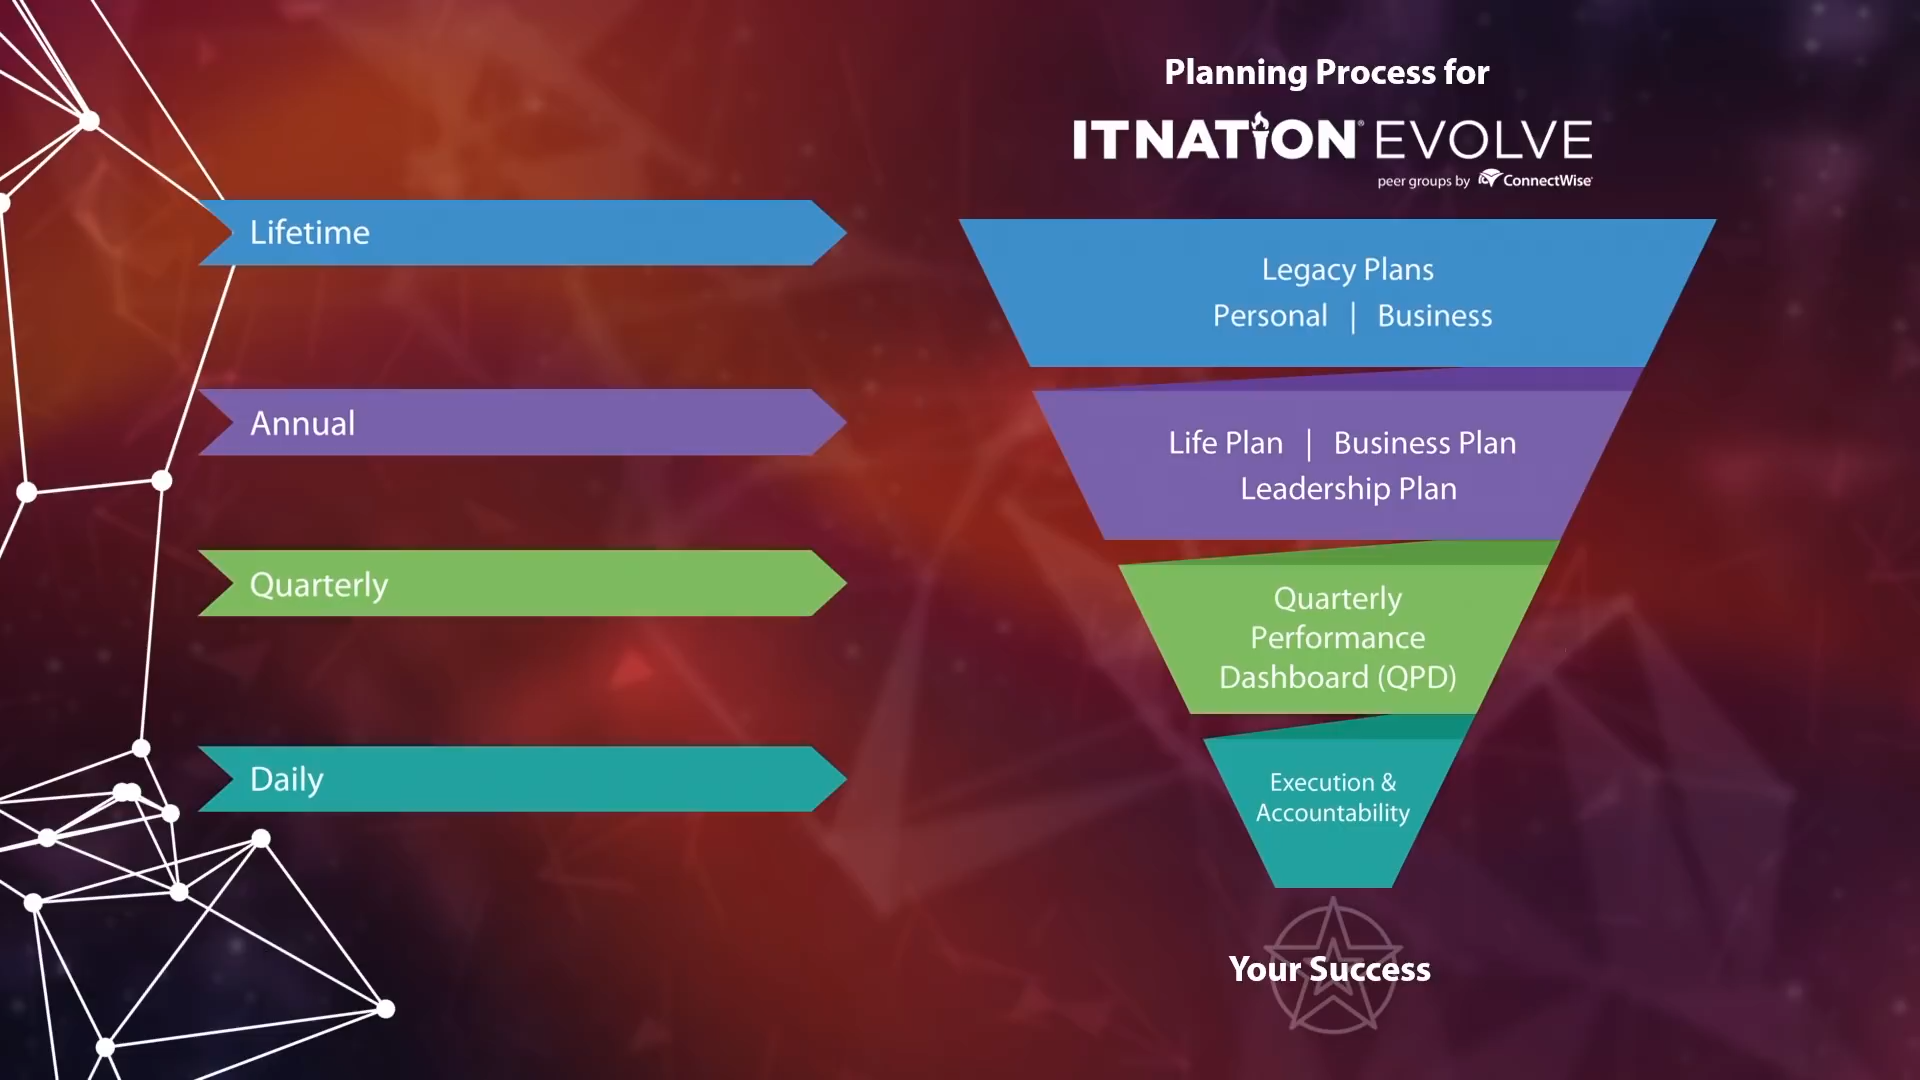 Planning Process for
ITNATION® EVOLVE
peer groups by ConnectWise®
Lifetime
Legacy Plans
Personal | Business
Annual
Life Plan | Business Plan
Leadership Plan
Quarterly
Quarterly
Performance
Dashboard (QPD)
Daily
Execution &
Accountability
Your Success